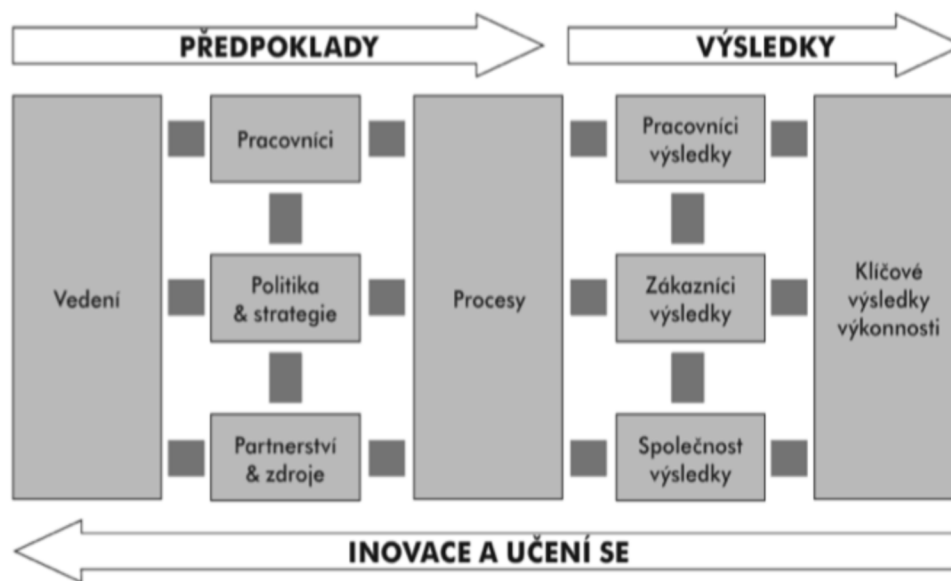 PŘEDPOKLADY
VÝSLEDKY
Vedení
Pracovníci
Politika
& strategie
Partnerství
& zdroje
Procesy
Pracovníci
výsledky
Zákazníci
výsledky
Společnost
výsledky
Klíčové
výsledky
výkonnosti
INOVACE A UČENÍ SE